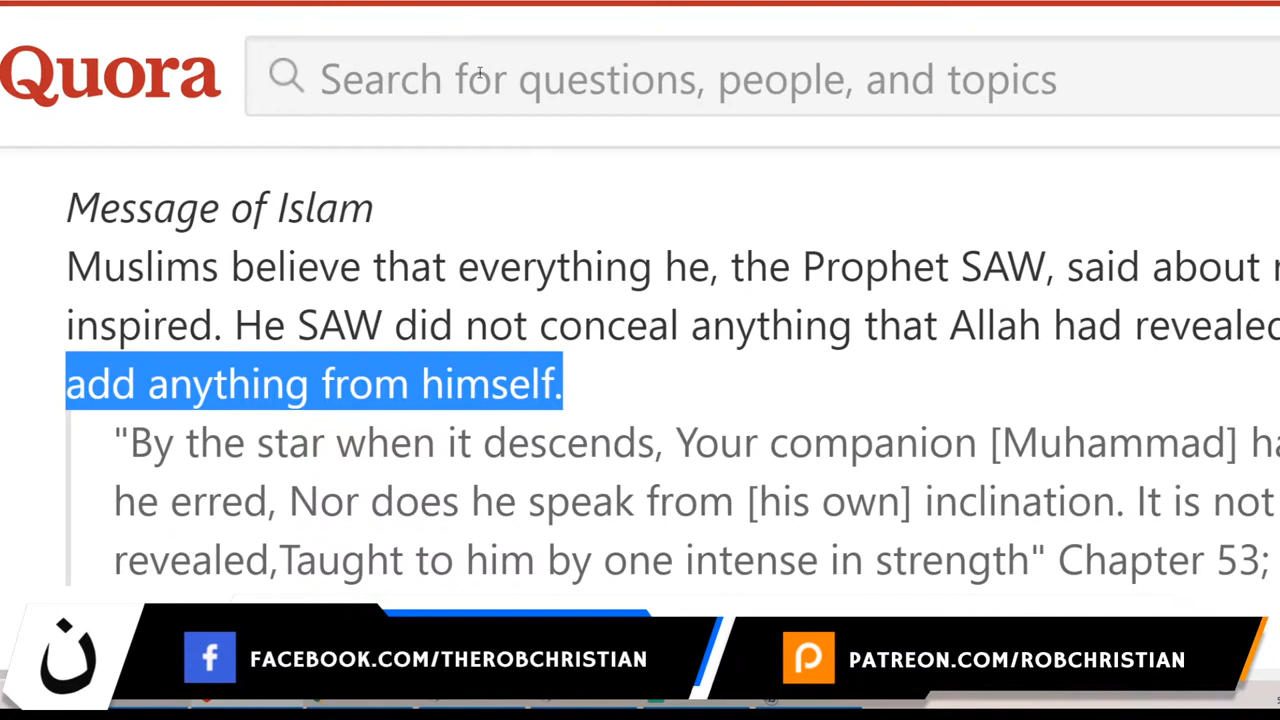 Quora
Search for questions, people, and topics
Message of Islam
Muslims believe that everything he, the Prophet SAW, said about
inspired. He SAW did not conceal anything that Allah had revealed
add anything from himself.
"By the star when it descends, Your companion [Muhammad]
he erred, Nor does he speak from [his own] inclination. It is not
revealed,Taught to him by one intense in strength" Chapter 53;
ن
FACEBOOK.COM/THEROBCHRISTIAN
PATREON.COM/ROBCHRISTIAN